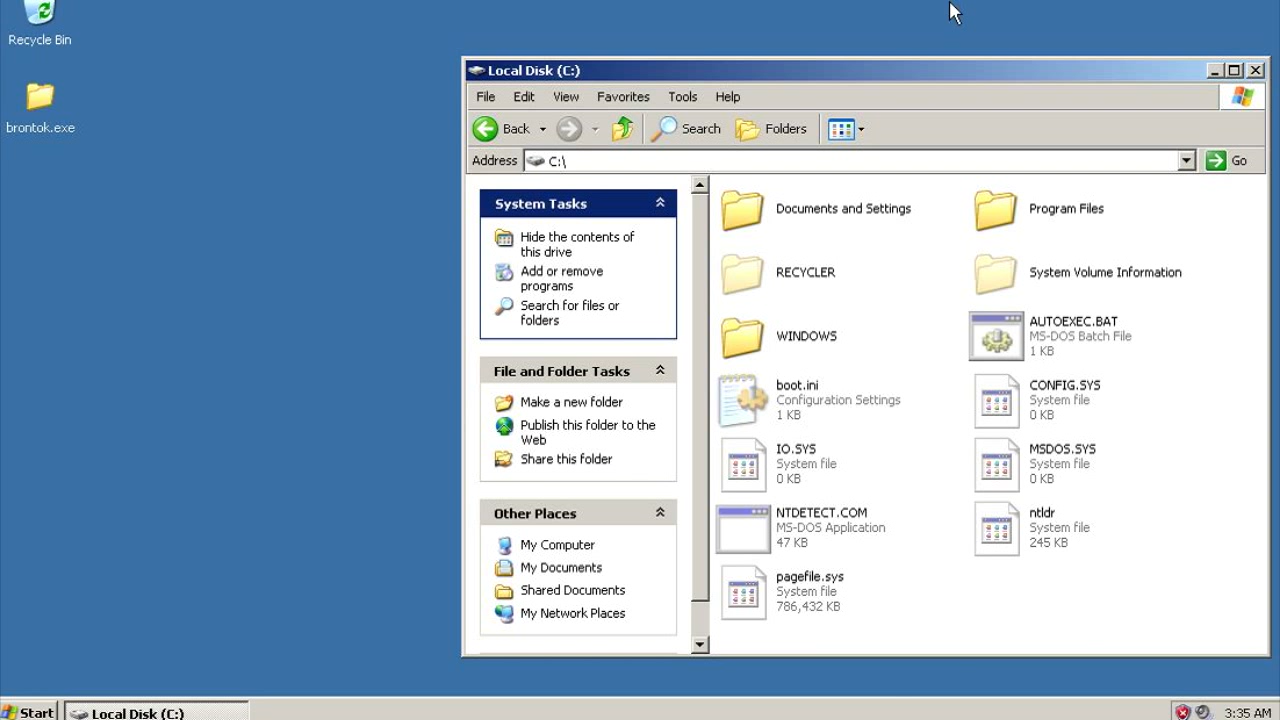 Recycle Bin
brontok.exe
Local Disk (C:)
File Edit View Favorites Tools Help
Back Search Folders
Address C:\ Go
System Tasks
Hide the contents of
this drive
Add or remove
programs
Search for files or
folders
File and Folder Tasks
Make a new folder
Publish this folder to the
Web
Share this folder
Other Places
My Computer
My Documents
Shared Documents
My Network Places
Documents and Settings
Program Files
RECYCLER
System Volume Information
WINDOWS
AUTOEXEC.BAT
MS-DOS Batch File
1 KB
boot.ini
Configuration Settings
1 KB
CONFIG.SYS
System file
0 KB
IO.SYS
System file
0 KB
MSDOS.SYS
System file
0 KB
NTDETECT.COM
MS-DOS Application
47 KB
ntldr
System file
245 KB
pagefile.sys
System file
786,432 KB
Start Local Disk (C:) 3:35 AM